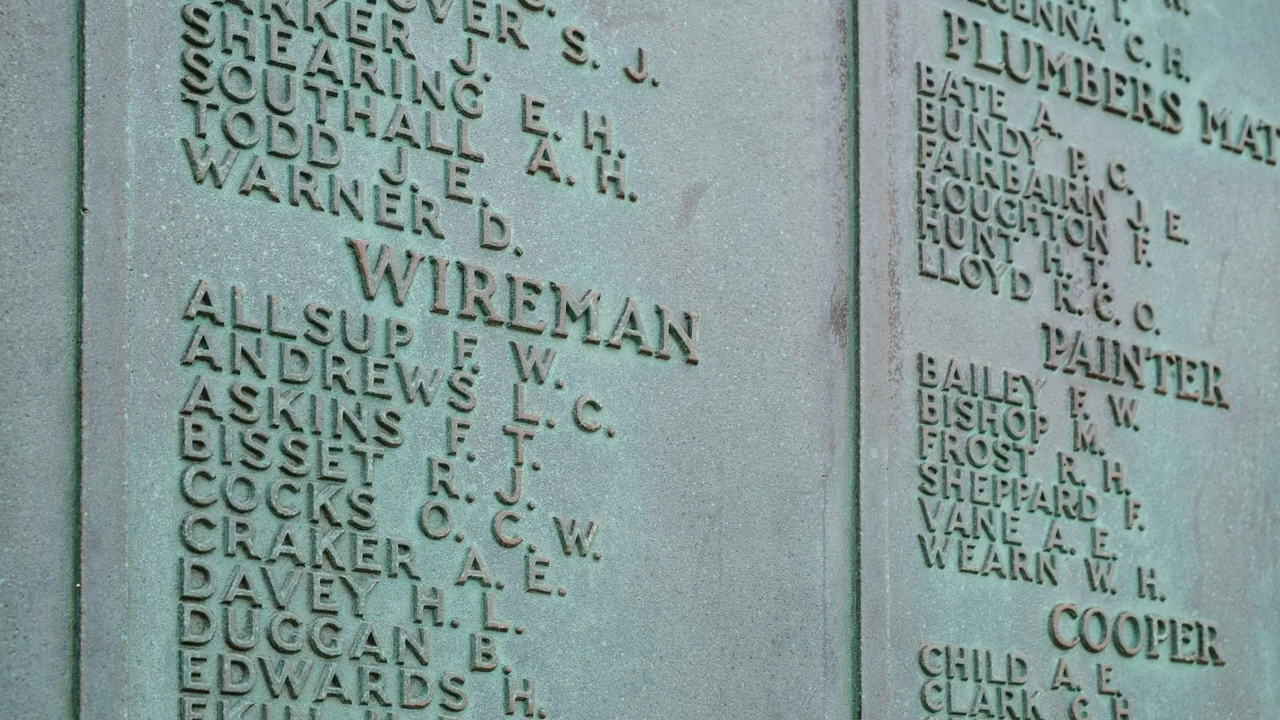 S. J.
SHEARING E. H.
SOUTHALL A. H.
TODD J. E.
WARNER D.
WIREMAN
ALLSUP F. W.
ANDREWS L. C.
ASKINS F. T.
BISSET R. J.
COCKS O. C. W.
CRAKER A. E.
DAVEY H. L.
DUGGAN B.
EDWARDS H.
C. H.
PLUMBERS
BATE A.
BUNDY P. C.
FAIRBAIRN J. E.
HOUGHTON F.
HUNT H. T.
LLOYD R. C. O.
PAINTER
BAILEY F. W.
BISHOP M.
FROST R. H.
SHEPPARD F.
VANE A. E.
WEARN W. H.
COOPER
CHILD A. E.
CLARK